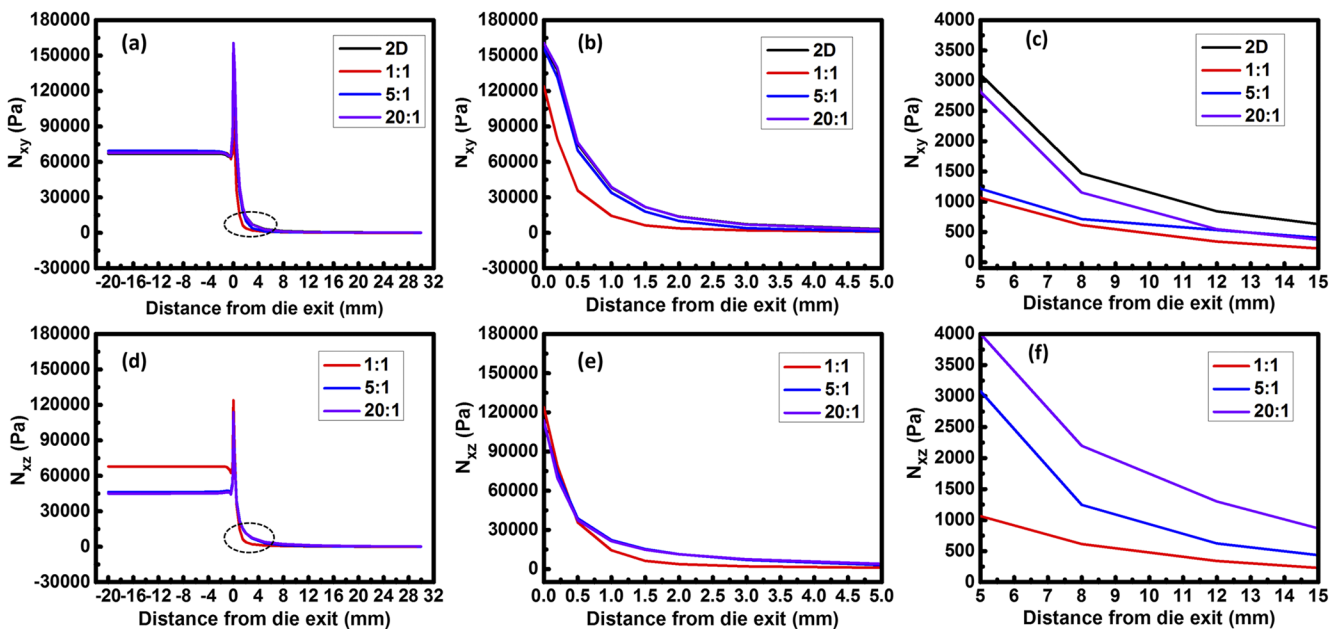 (a)
2D
1:1
5:1
20:1
180000
150000
120000
90000
60000
30000
0
-30000
Nxy (Pa)
-20 -16 -12 -8 -4 0 4 8 12 16 20 24 28 32
Distance from die exit (mm)
(b)
2D
1:1
5:1
20:1
180000
150000
120000
90000
60000
30000
0
-30000
Nxy (Pa)
0.0 0.5 1.0 1.5 2.0 2.5 3.0 3.5 4.0 4.5 5.0
Distance from die exit (mm)
(c)
2D
1:1
5:1
20:1
4000
3500
3000
2500
2000
1500
1000
500
0
Nxy (Pa)
5 6 7 8 9 10 11 12 13 14 15
Distance from die exit (mm)
(d)
1:1
5:1
20:1
180000
150000
120000
90000
60000
30000
0
-30000
Nxz (Pa)
-20 -16 -12 -8 -4 0 4 8 12 16 20 24 28 32
Distance from die exit (mm)
(e)
1:1
5:1
20:1
180000
150000
120000
90000
60000
30000
0
Nxz (Pa)
0.0 0.5 1.0 1.5 2.0 2.5 3.0 3.5 4.0 4.5 5.0
Distance from die exit (mm)
(f)
1:1
5:1
20:1
4000
3500
3000
2500
2000
1500
1000
500
0
Nxz (Pa)
5 6 7 8 9 10 11 12 13 14 15
Distance from die exit (mm)